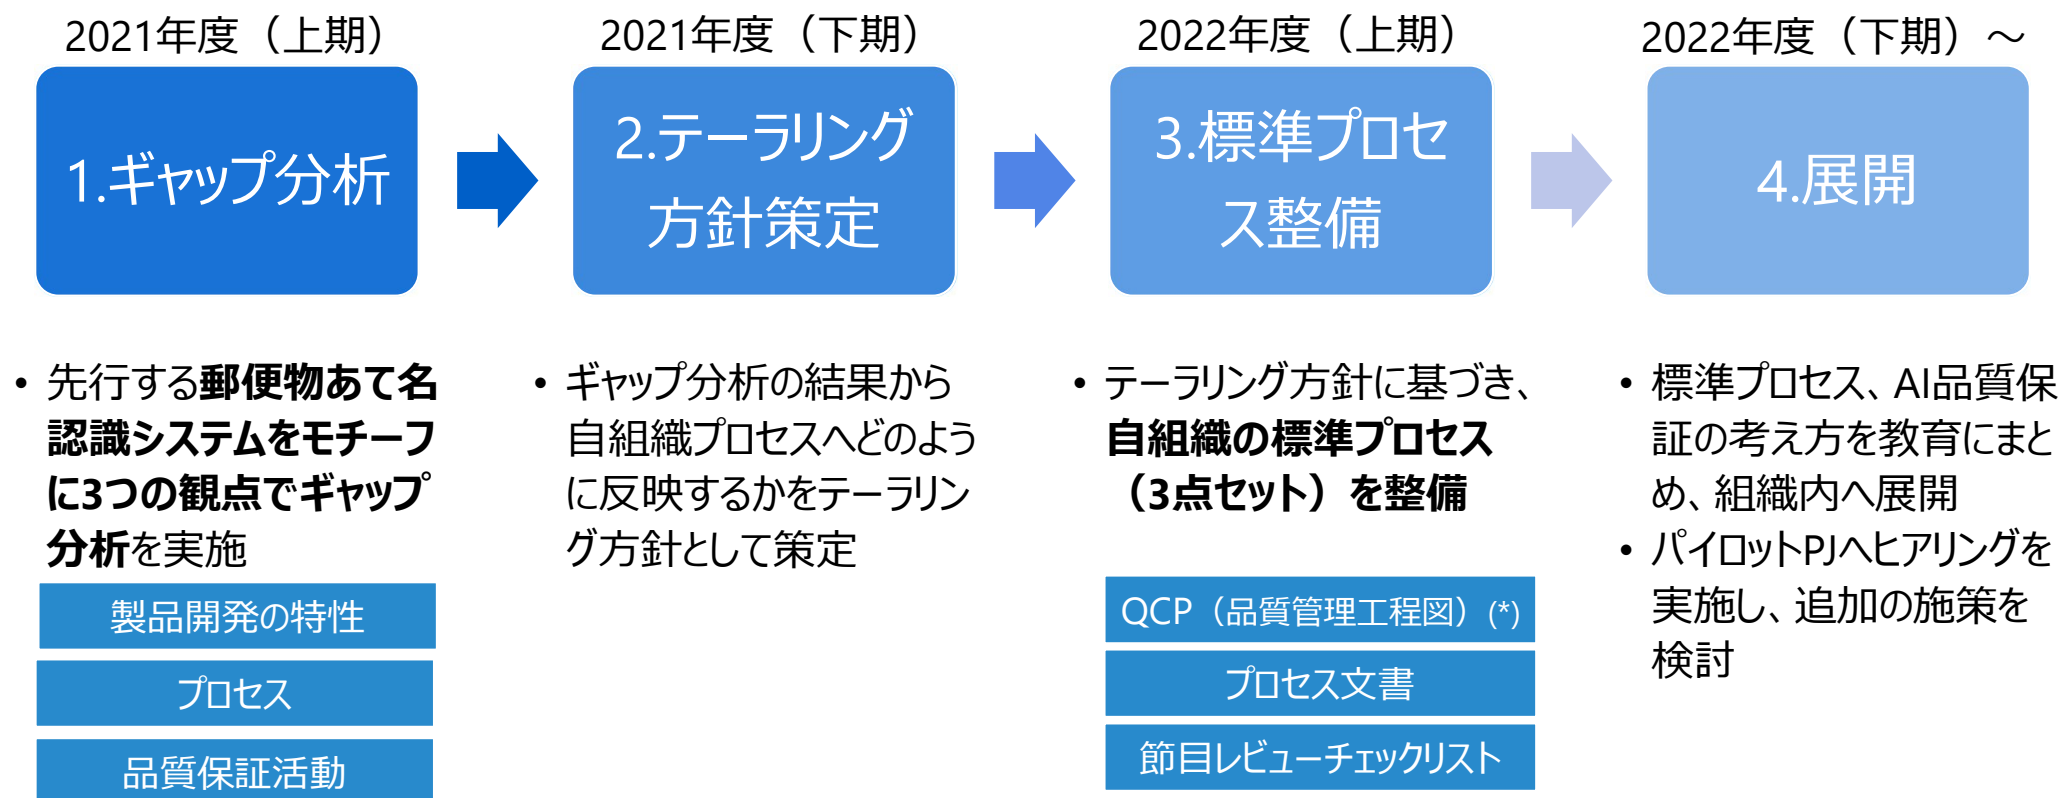 2021年度（上期）
1.ギャップ分析
・先行する郵便物あて名
認識システムをモチーフ
に3つの観点でギャップ
分析を実施
製品開発の特性
プロセス
品質保証活動
2021年度（下期）
2.テーラリング
方針策定
・ギャップ分析の結果から
自組織プロセスへどのよう
に反映するかをテーラリン
グ方針として策定
2022年度（上期）
3.標準プロセ
ス整備
・テーラリング方針に基づき、
自組織の標準プロセス
（3点セット）を整備
QCP（品質管理工程図）(*)
プロセス文書
節目レビューチェックリスト
2022年度（下期）～
4.展開
・標準プロセス、AI品質保
証の考え方を教育にまと
め、組織内へ展開
・パイロットPJへヒアリングを
実施し、追加の施策を
検討